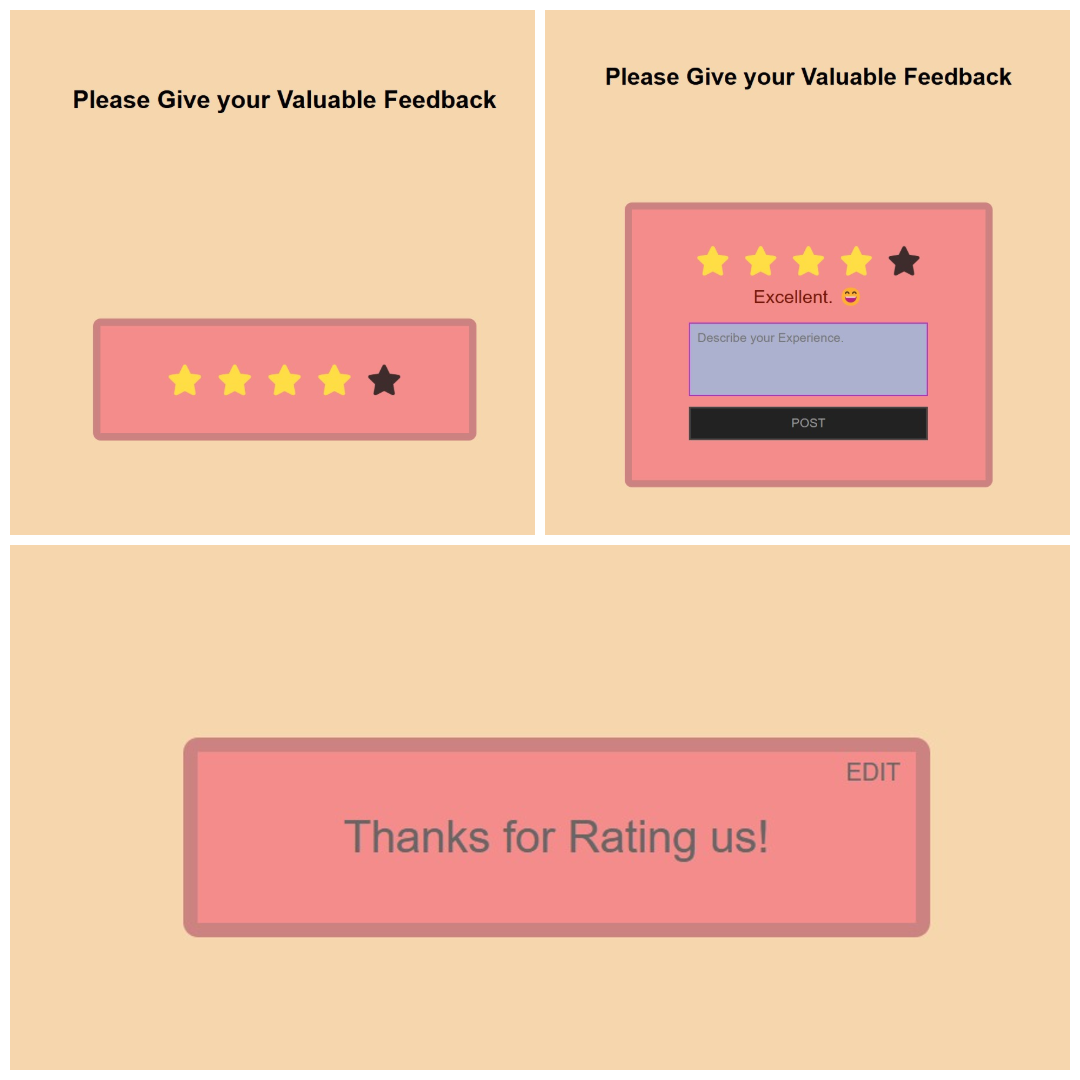 Please Give your Valuable Feedback
Please Give your Valuable Feedback
Excellent. 😄
Describe your Experience.
POST
EDIT
Thanks for Rating us!